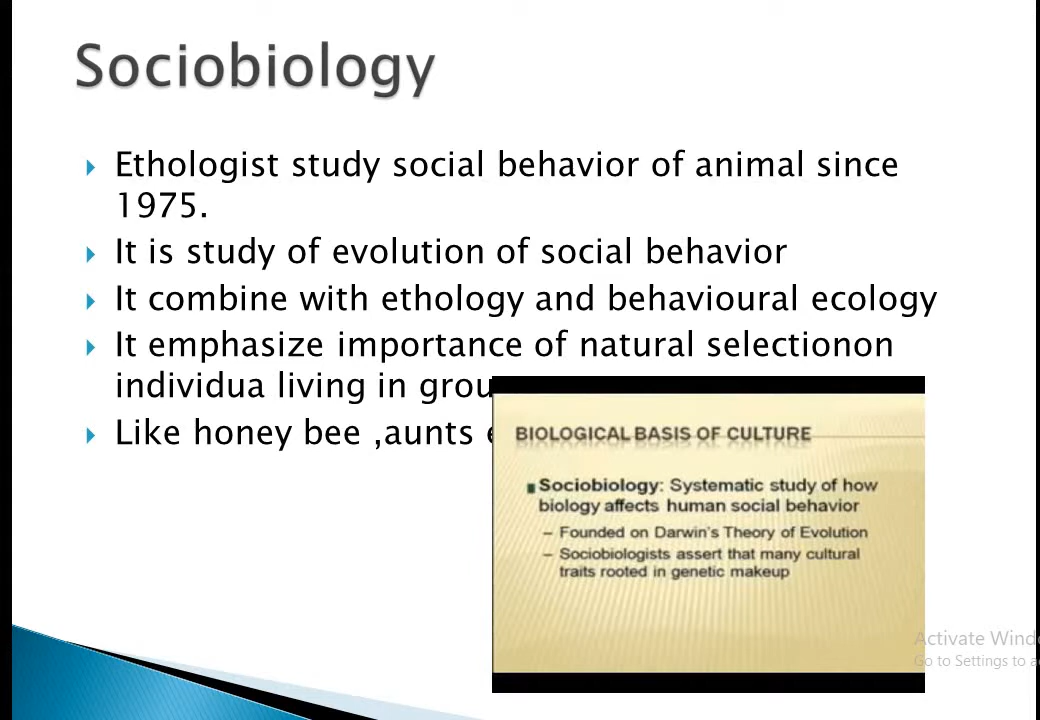 Sociobiology
Ethologist study social behavior of animal since
1975.
It is study of evolution of social behavior
It combine with ethology and behavioural ecology
It emphasize importance of natural selectionon
individua living in
Like honey bee ,aunts
BIOLOGICAL BASIS OF CULTURE
Sociobiology: Systematic study of how
biology affects human social behavior
– Founded on Darwin's Theory of Evolution
– Sociobiologists assert that many cultural
traits rooted in genetic makeup
Activate
Go to Settings to